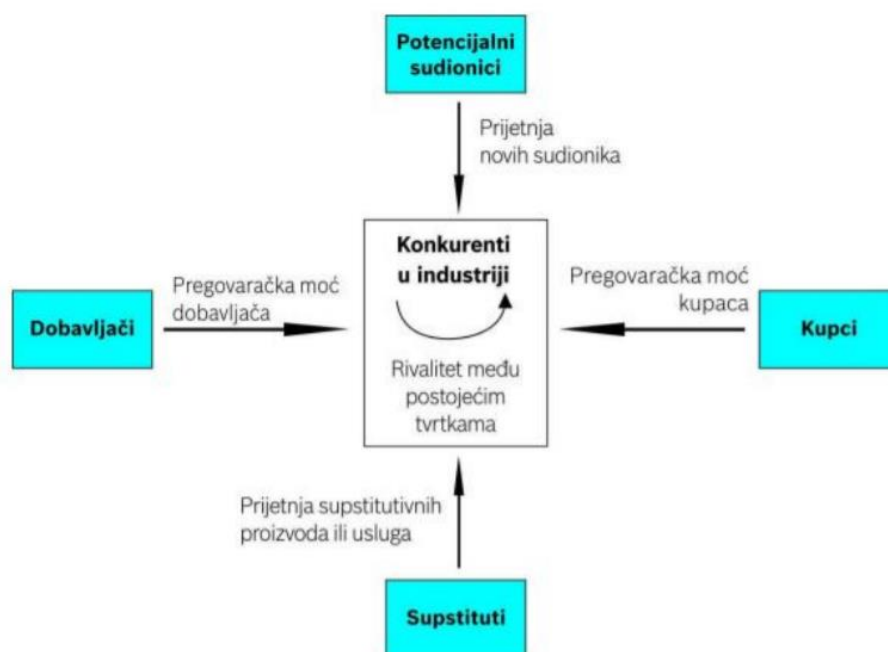 Potencijalni
sudionici
Prijetnja
novih sudionika
Konkurenti
u industriji
Pregovaračka moć
dobavljača
Pregovaračka moć
kupaca
Dobavljači
Kupci
Rivalitet među
postojećim
tvrtkama
Prijetnja supstitutivnih
proizvoda ili usluga
Supstituti